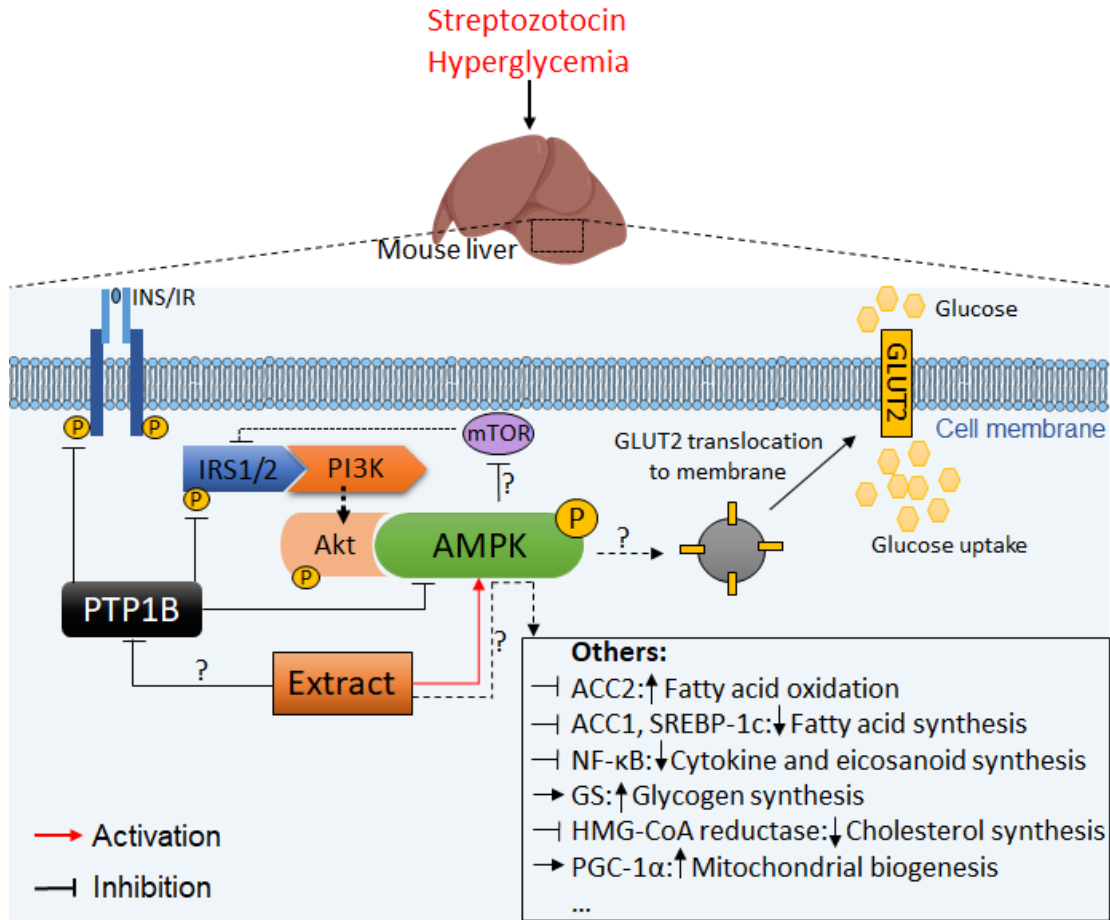 Streptozotocin
Hyperglycemia
Mouse liver
INS/IR
Glucose
GLUT2
P
P
Cell membrane
mTOR
GLUT2 translocation
to membrane
IRS1/2
PI3K
P
?
P
Akt
AMPK
?
P
Glucose uptake
PTP1B
?
?
Extract
Others:
ACC2:↑ Fatty acid oxidation
ACC1, SREBP-1c:↓ Fatty acid synthesis
NF-κB:↓Cytokine and eicosanoid synthesis
GS:↑Glycogen synthesis
HMG-CoA reductase:↓ Cholesterol synthesis
PGC-1α:↑ Mitochondrial biogenesis
...
Activation
Inhibition